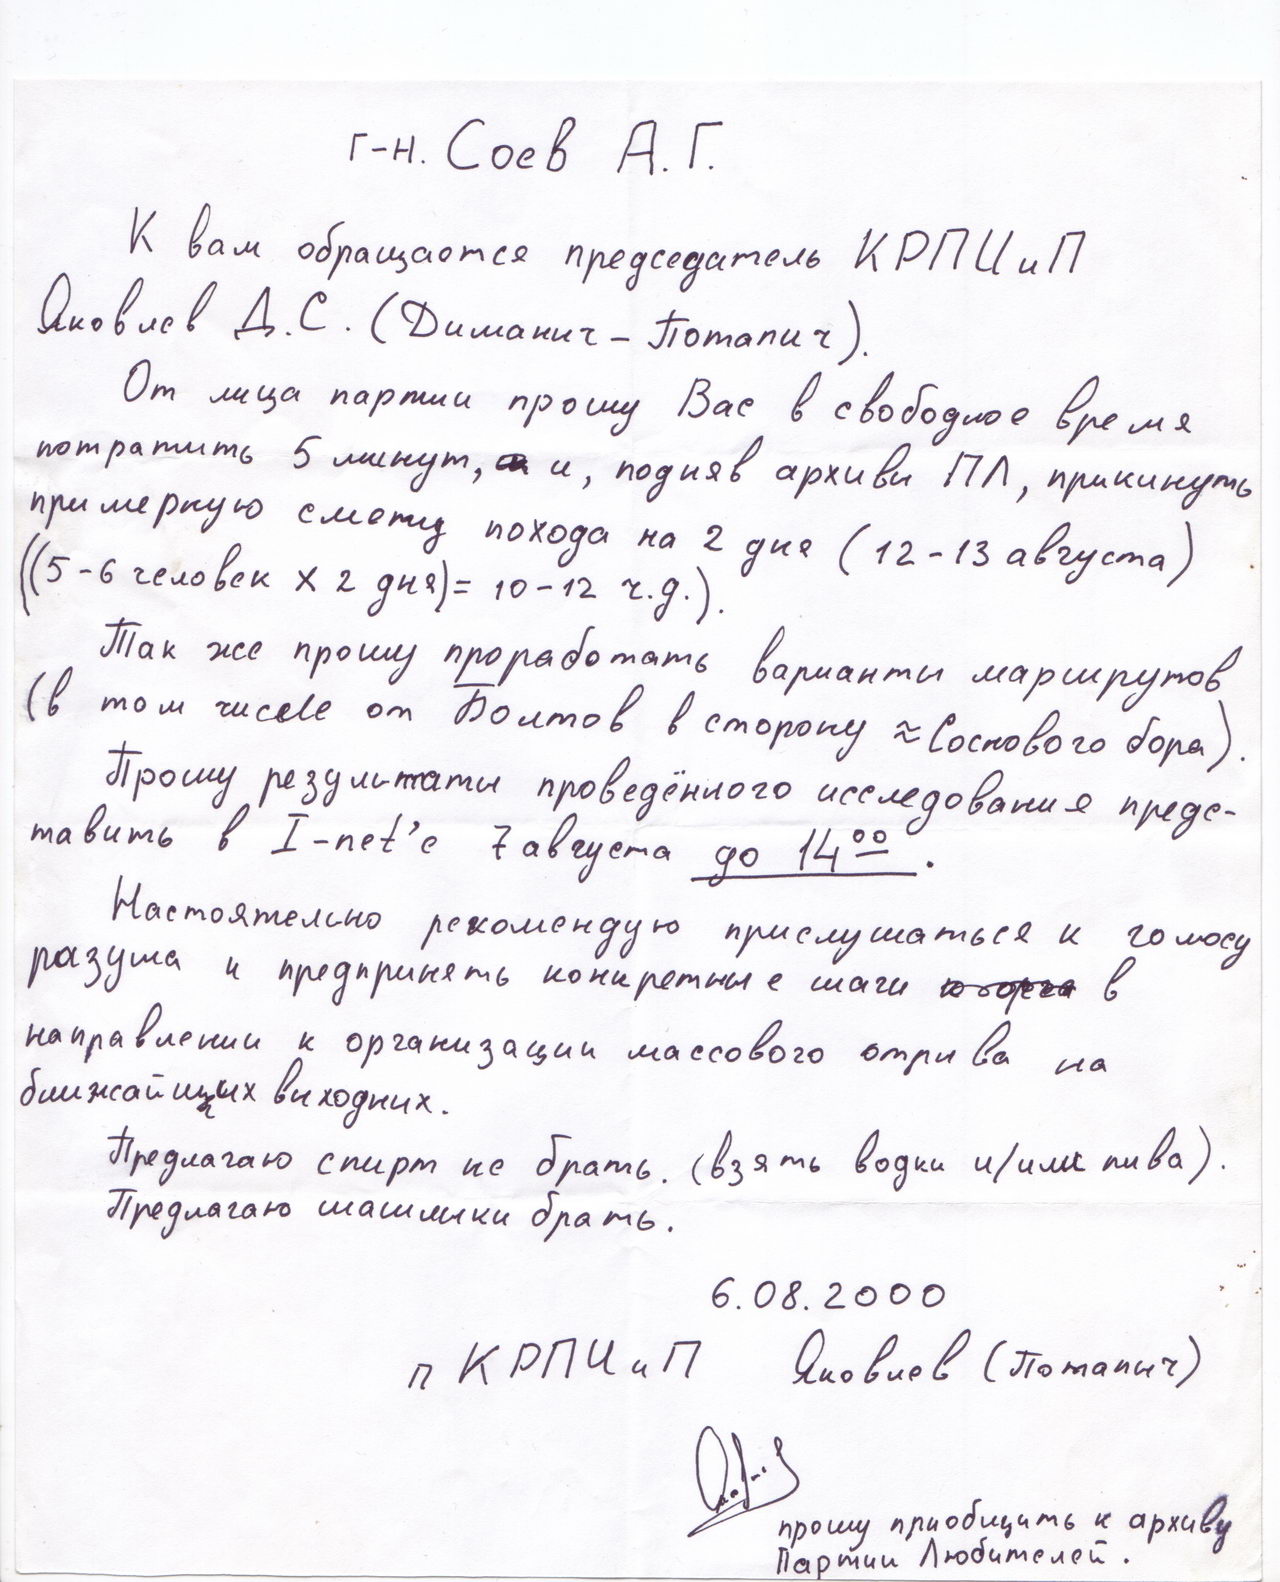 г-н. Соев А.Г.
К вам обращается председатель КРПЦиП
Яковлев Д.С. (Диманич - Потапич).
От лица партии прошу Вас в свободное время
потратить 5 минут, и, подняв архивы ПЛ, прикинуть
примерную смету похода на 2 дня (12-13 августа)
((5-6 человек х 2 дня) = 10-12 ч.д.).
Так же прошу проработать варианты маршрутов
(в том числе от Болтов в сторону ≈ Соснового бора).
Прошу результаты проведённого исследования предс-
тавить в I-net'е 7 августа до 14⁰⁰.
Настоятельно рекомендую прислушаться к голосу
разума и предпринять конкретные шаги в
направлении к организации массового отрыва на
ближайших выходных.
Предлагаю спирт не брать. (взять водки и/или пива).
Предлагаю шашлыки брать.
6.08.2000
п КРПЦиП Яковлев (Потапыч)
прошу приобщить к архиву
Партии Любителей.